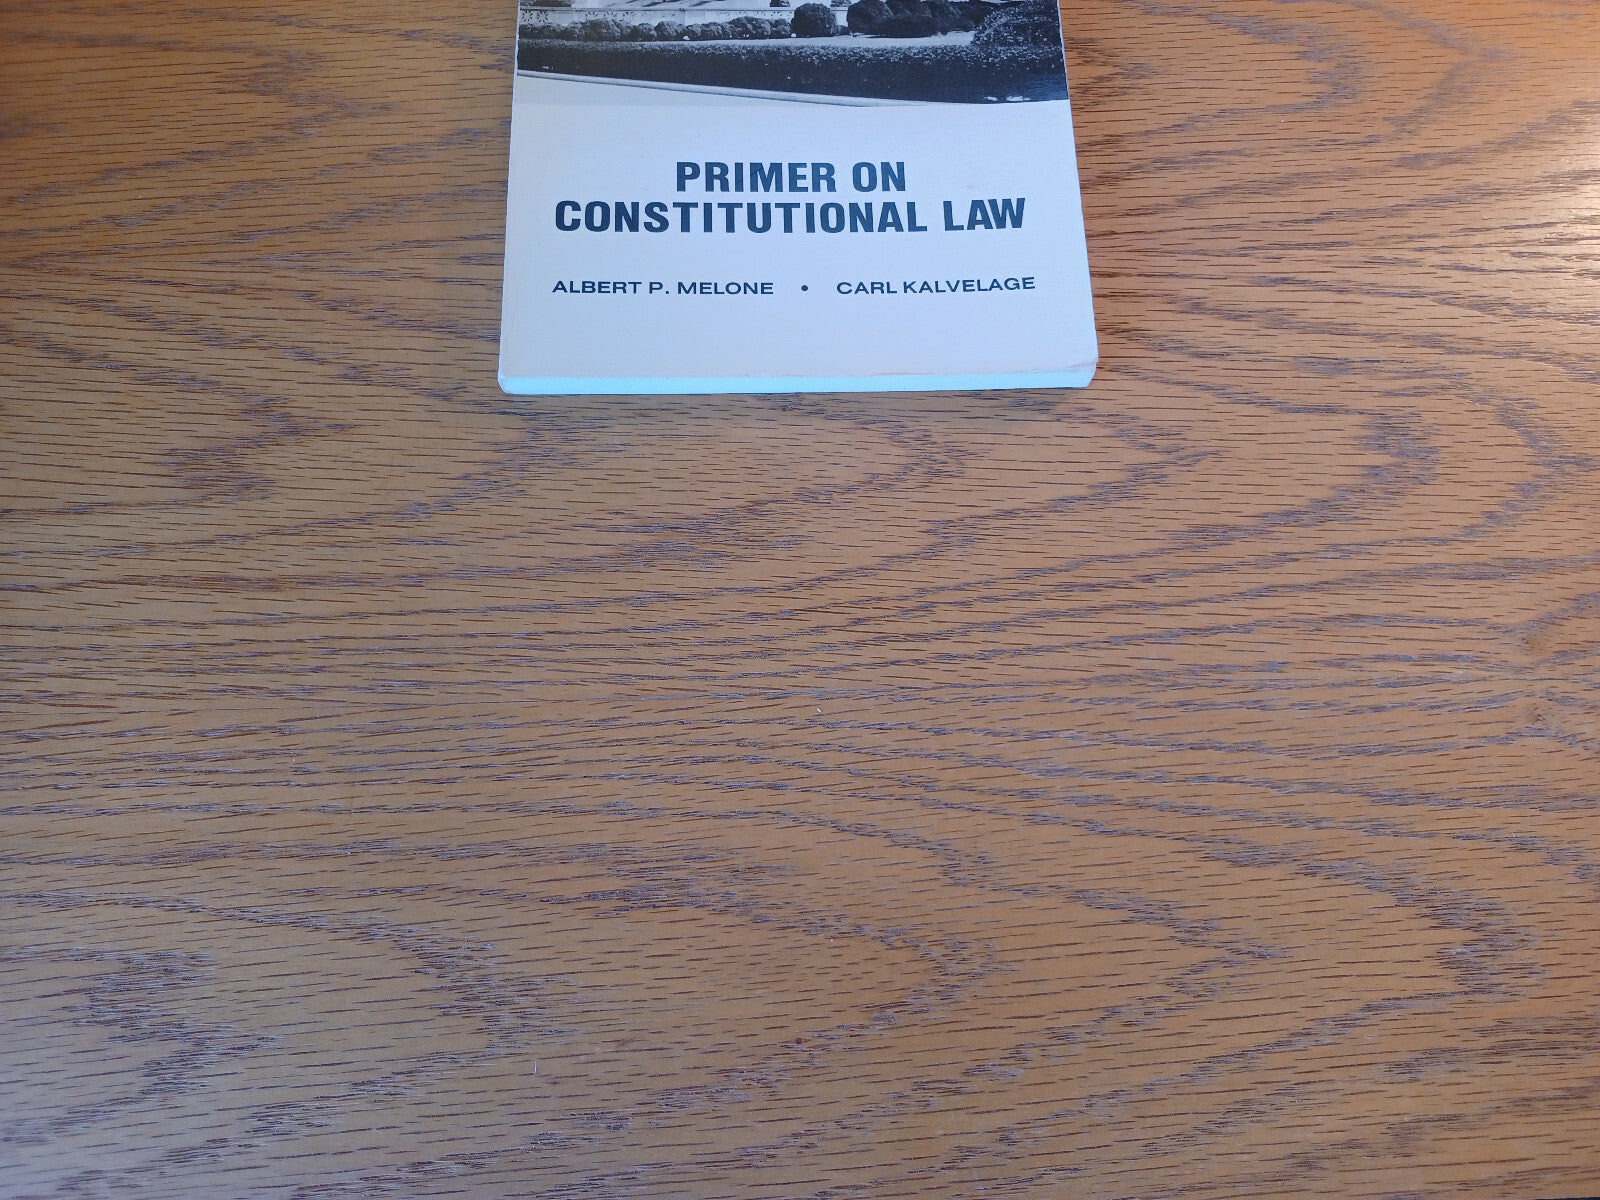 PRIMER ON
CONSTITUTIONAL LAW
ALBERT P. MELONE • CARL KALVELAGE